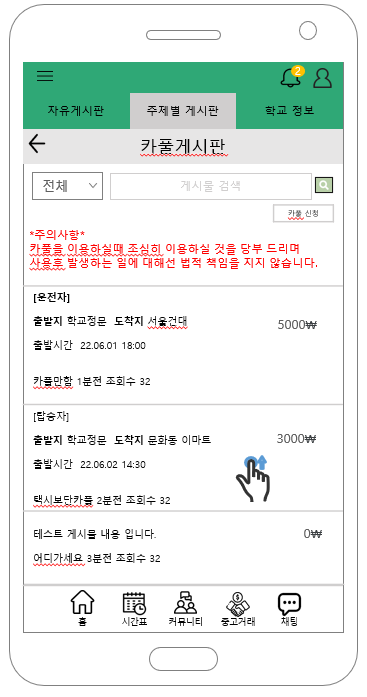 2
자유게시판 주제별 게시판 학교 정보
카풀게시판
전체 게시물 검색
카풀 신청
*주의사항*
카풀을 이용하실때 조심히 이용하실 것을 당부 드리며
사용후 발생하는 일에 대해선 법적 책임을 지지 않습니다.
[운전자]
출발지 학교정문 도착지 서울건대 5000₩
출발시간 22.06.01 18:00
카플만함 1분전 조회수 32
[탑승자]
출발지 학교정문 도착지 문화동 이마트 3000₩
출발시간 22.06.02 14:30
택시보단카플 2분전 조회수 32
테스트 게시물 내용 입니다. 0₩
어디가세요 3분전 조회수 32
홈 시간표 커뮤니티 중고거래 채팅